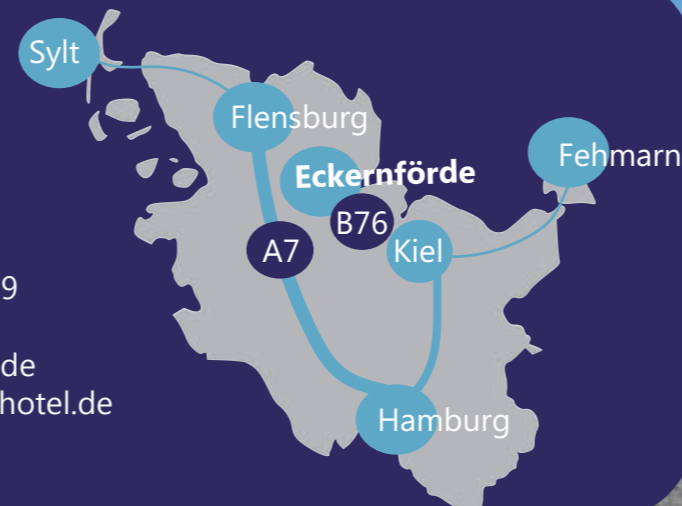 Sylt
Flensburg
Fehmarn
Eckernförde
B76
A7
Kiel
9
de
hotel.de
Hamburg